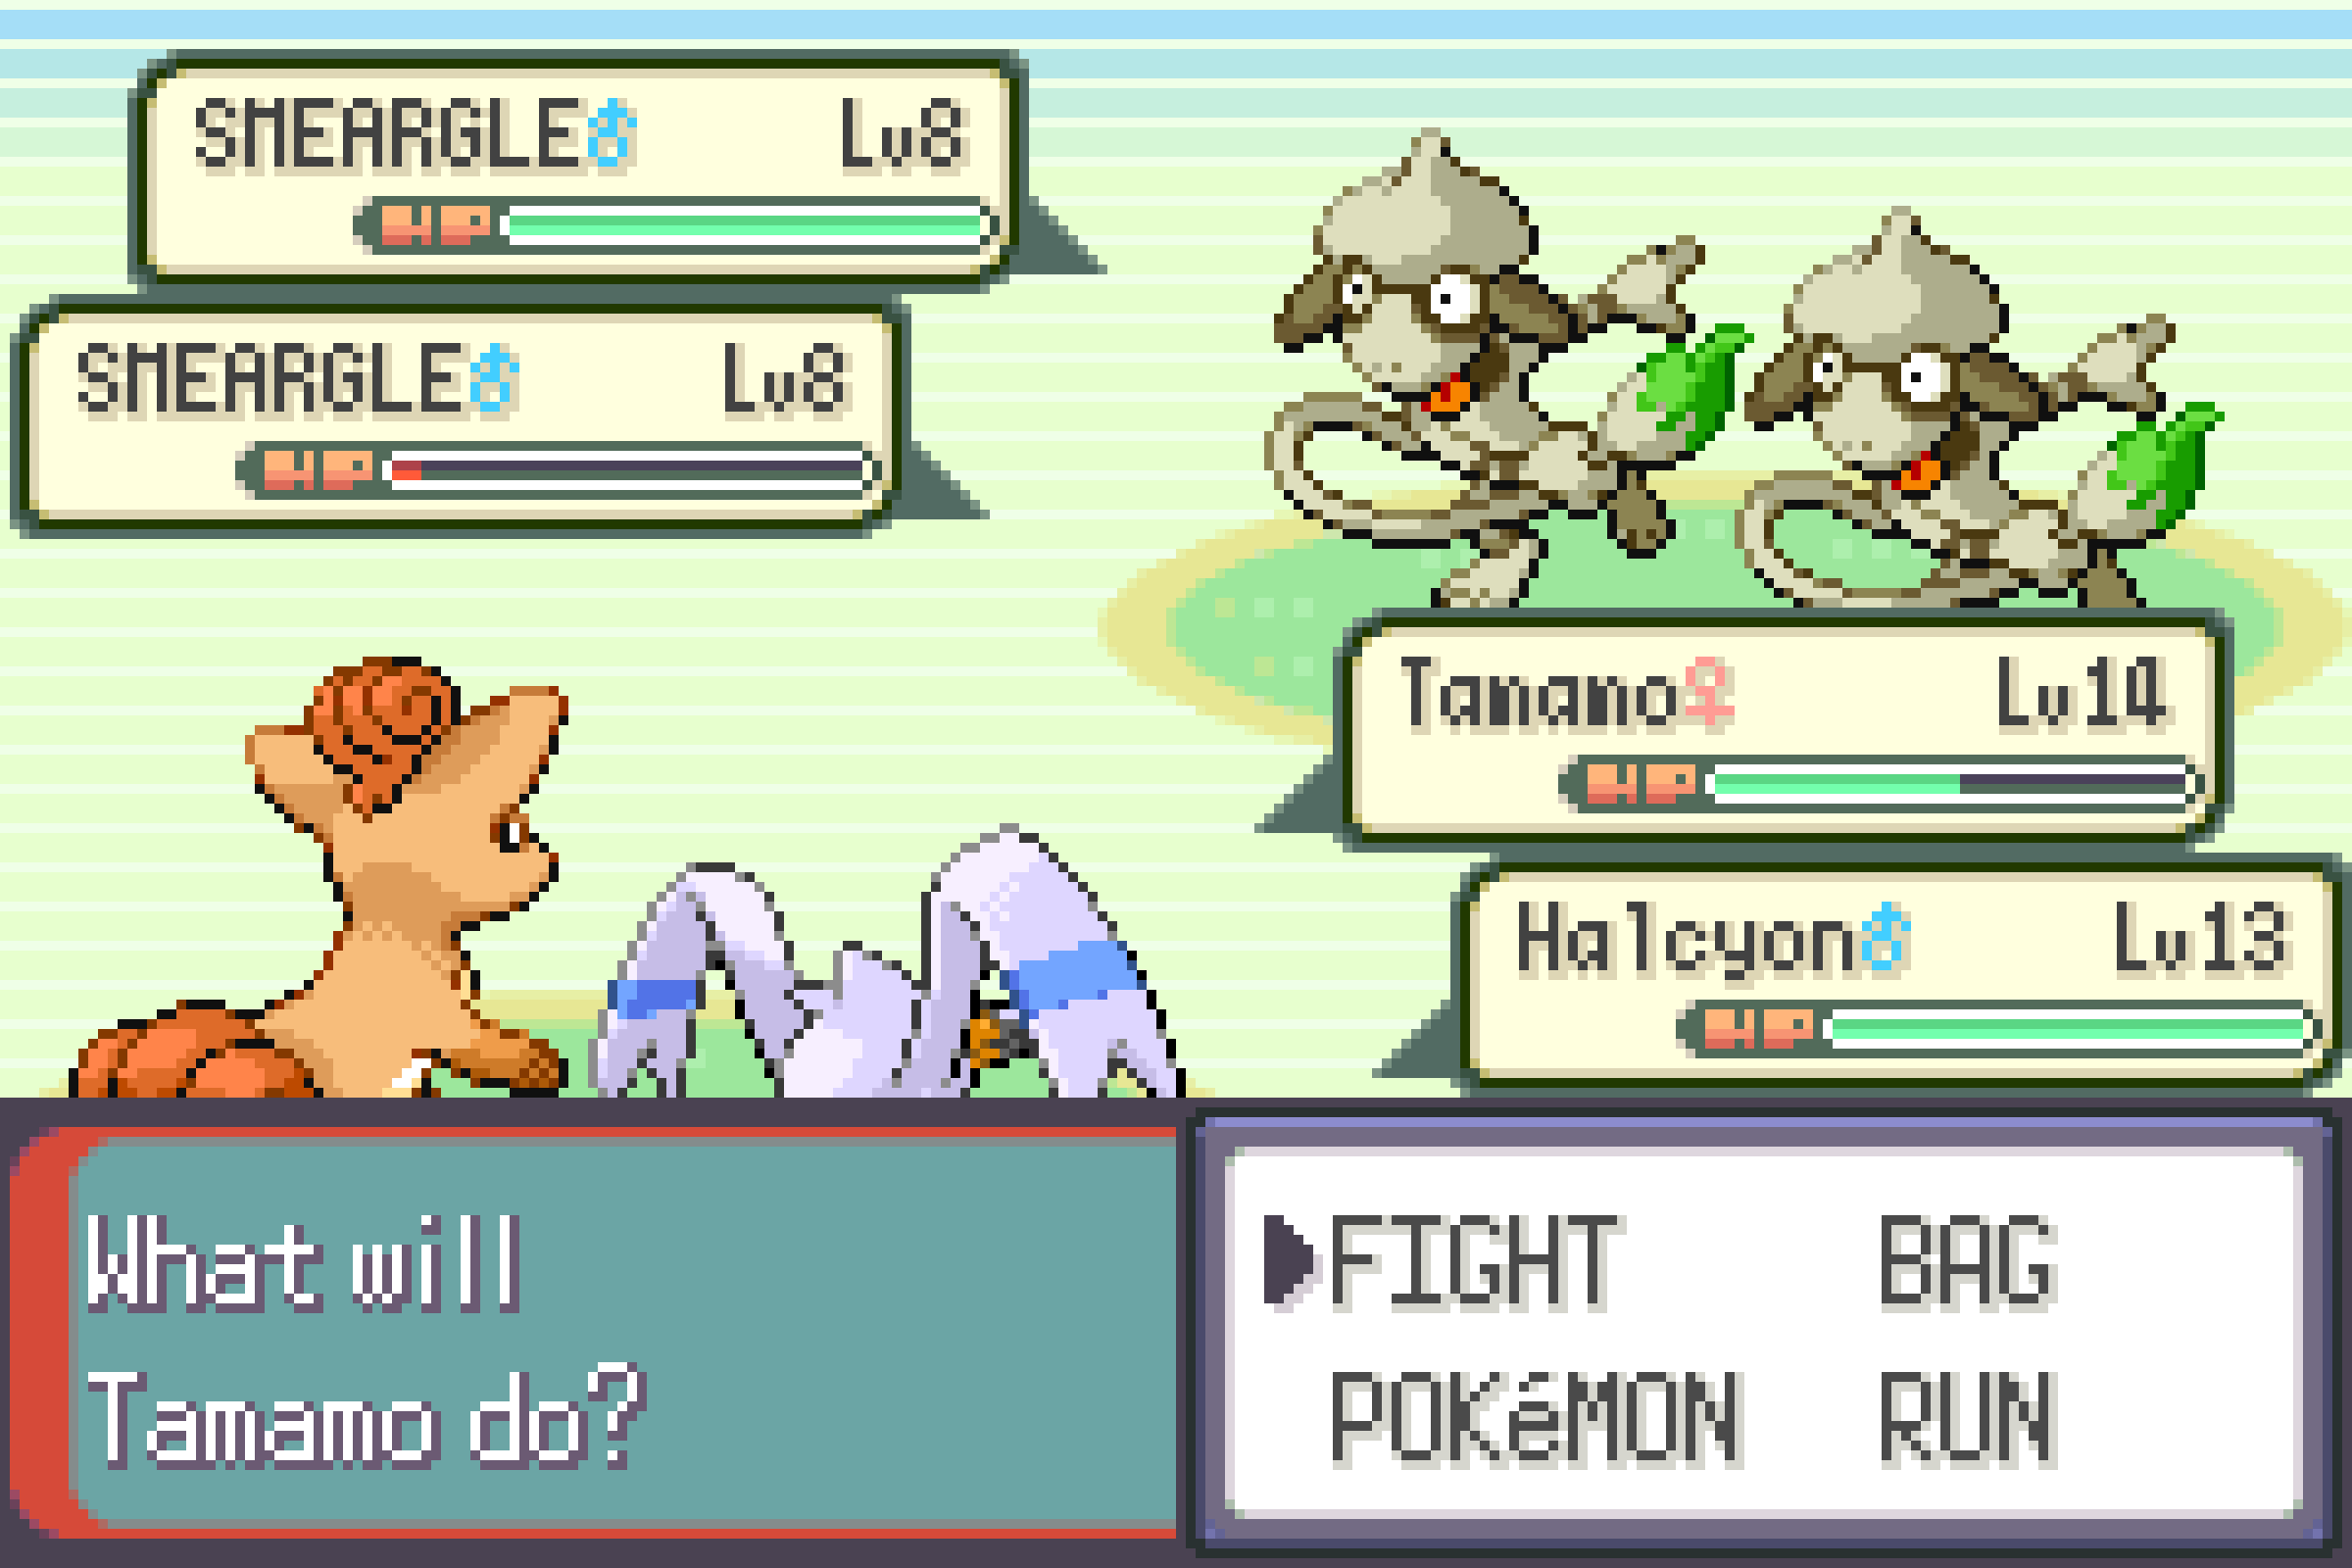 SMEARGLE♂ Lv8
HP
SMEARGLE♂ Lv8
HP
Tamamo♀ Lv14
HP
Halcyon♂ Lv13
HP
What will
Tamamo do?
▶FIGHT BAG
POKéMON RUN